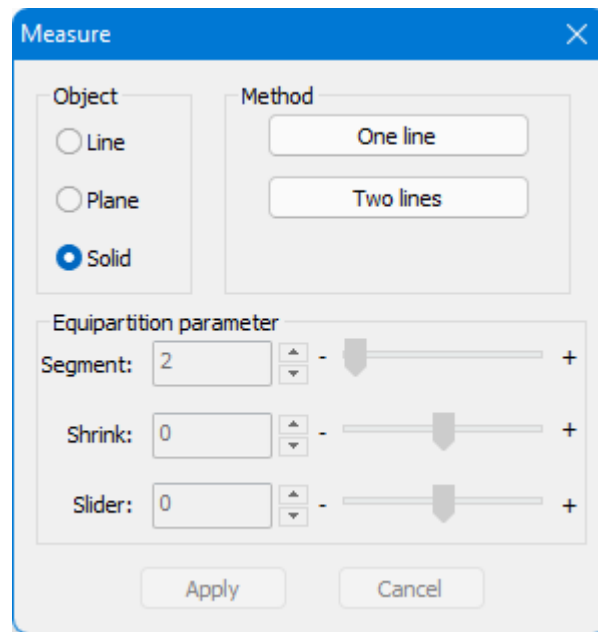 Measure
Object
Method
Line
One line
Plane
Two lines
Solid
Equipartition parameter
Segment: 2 - +
Shrink: 0 - +
Slider: 0 - +
Apply Cancel